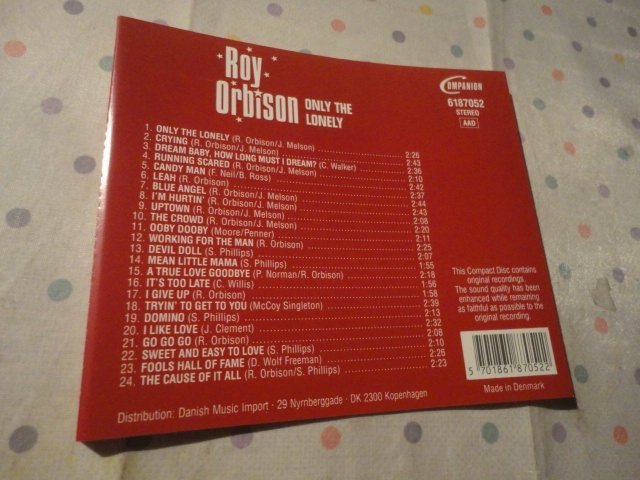 Roy Orbison
ONLY THE
LONELY
COMPANION
6187052
STEREO
AAD
1. ONLY THE LONELY (R. Orbison/J. Melson) 2:26
2. CRYING (R. Orbison/J. Melson) 2:43
3. DREAM BABY, HOW LONG MUST I DREAM? (C. Walker) 2:36
4. RUNNING SCARED (R. Orbison/J. Melson) 2:10
5. CANDY MAN (F. Neil/B. Ross) 2:42
6. LEAH (R. Orbison) 2:37
7. BLUE ANGEL (R. Orbison/J. Melson) 2:44
8. I'M HURTIN' (R. Orbison/J. Melson) 2:43
9. UPTOWN (R. Orbison/J. Melson) 2:08
10. THE CROWD (R. Orbison/J. Melson) 2:20
11. OOBY DOOBY (Moore/Penner) 2:11
12. WORKING FOR THE MAN (R. Orbison) 2:25
13. DEVIL DOLL (S. Phillips) 2:07
14. MEAN LITTLE MAMA (S. Phillips) 1:55
15. A TRUE LOVE GOODBYE (P. Norman/R. Orbison) 2:18
16. IT'S TOO LATE (C. Willis) 1:56
17. I GIVE UP (R. Orbison) 1:58
18. TRYIN' TO GET TO YOU (McCoy Singleton) 2:39
19. DOMINO (S. Phillips) 2:13
20. I LIKE LOVE (J. Clement) 2:32
21. GO GO GO (R. Orbison) 2:08
22. SWEET AND EASY TO LOVE (S. Phillips) 2:10
23. FOOLS HALL OF FAME (D. Wolf Freeman) 2:26
24. THE CAUSE OF IT ALL (R. Orbison/S. Phillips) 2:23
This Compact Disc contains
original recordings.
The sound quality has been
enhanced while remaining
as faithful as possible to the
original recording.
5 701861 870522
Made in Denmark
Distribution: Danish Music Import · 29 Nyrnberggade · DK 2300 Kopenhagen